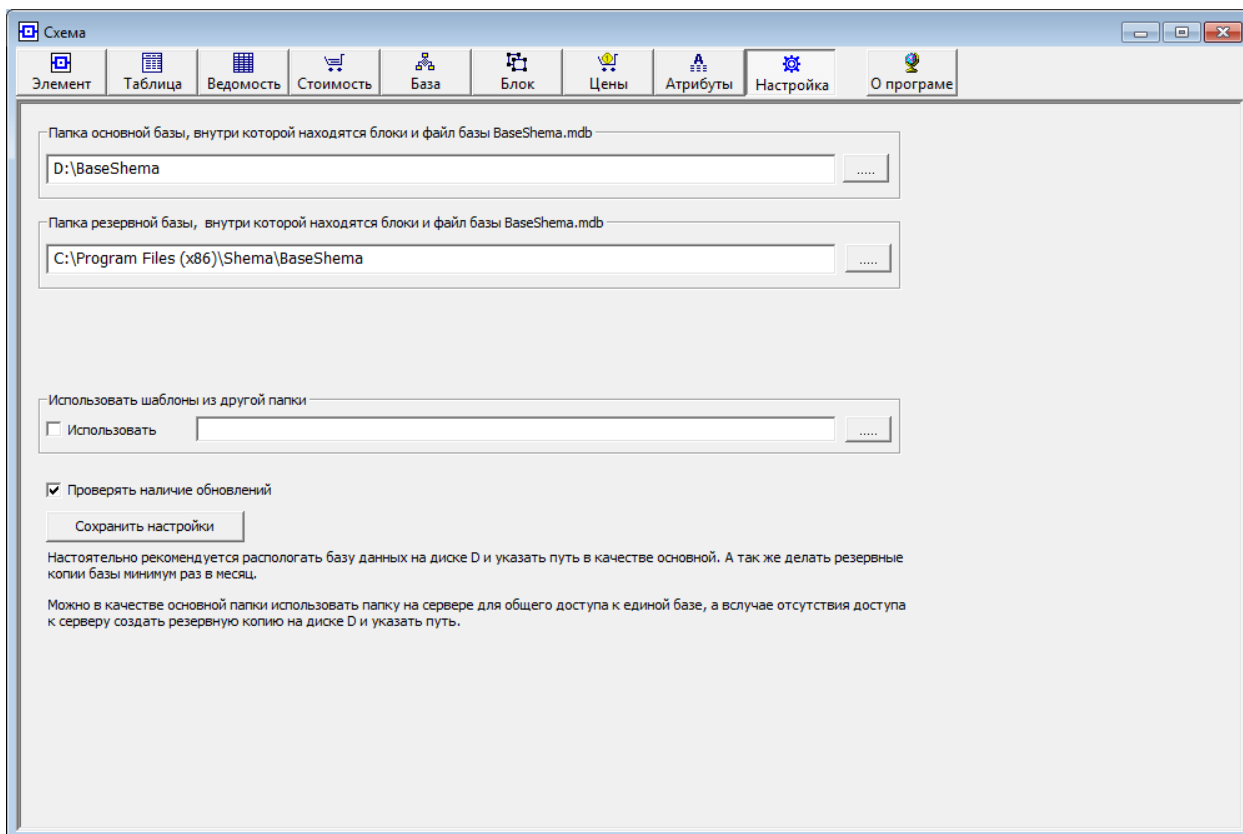 Схема
Элемент Таблица Ведомость Стоимость База Блок Цены Атрибуты Настройка О програме
Папка основной базы, внутри которой находятся блоки и файл базы BaseShema.mdb
D:\BaseShema .....
Папка резервной базы, внутри которой находятся блоки и файл базы BaseShema.mdb
C:\Program Files (x86)\Shema\BaseShema .....
Использовать шаблоны из другой папки
Использовать .....
Проверять наличие обновлений
Сохранить настройки
Настоятельно рекомендуется распологать базу данных на диске D и указать путь в качестве основной. А так же делать резервные
копии базы минимум раз в месяц.
Можно в качестве основной папки использовать папку на сервере для общего доступа к единой базе, а вслучае отсутствия доступа
к серверу создать резервную копию на диске D и указать путь.